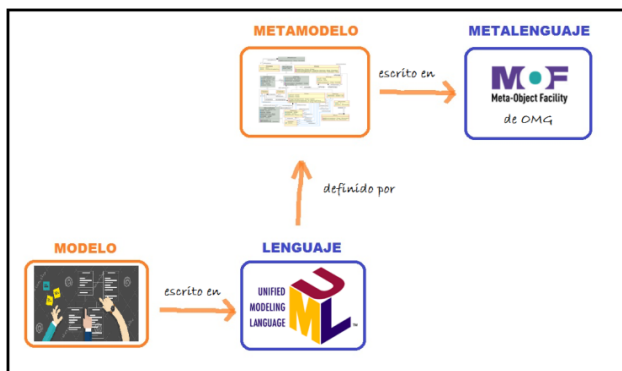 METAMODELO
METALENGUAJE
escrito en
MOF
Meta-Object Facility
de OMG
definido por
MODELO
LENGUAJE
escrito en
UNIFIED
MODELING
LANGUAGE
UML